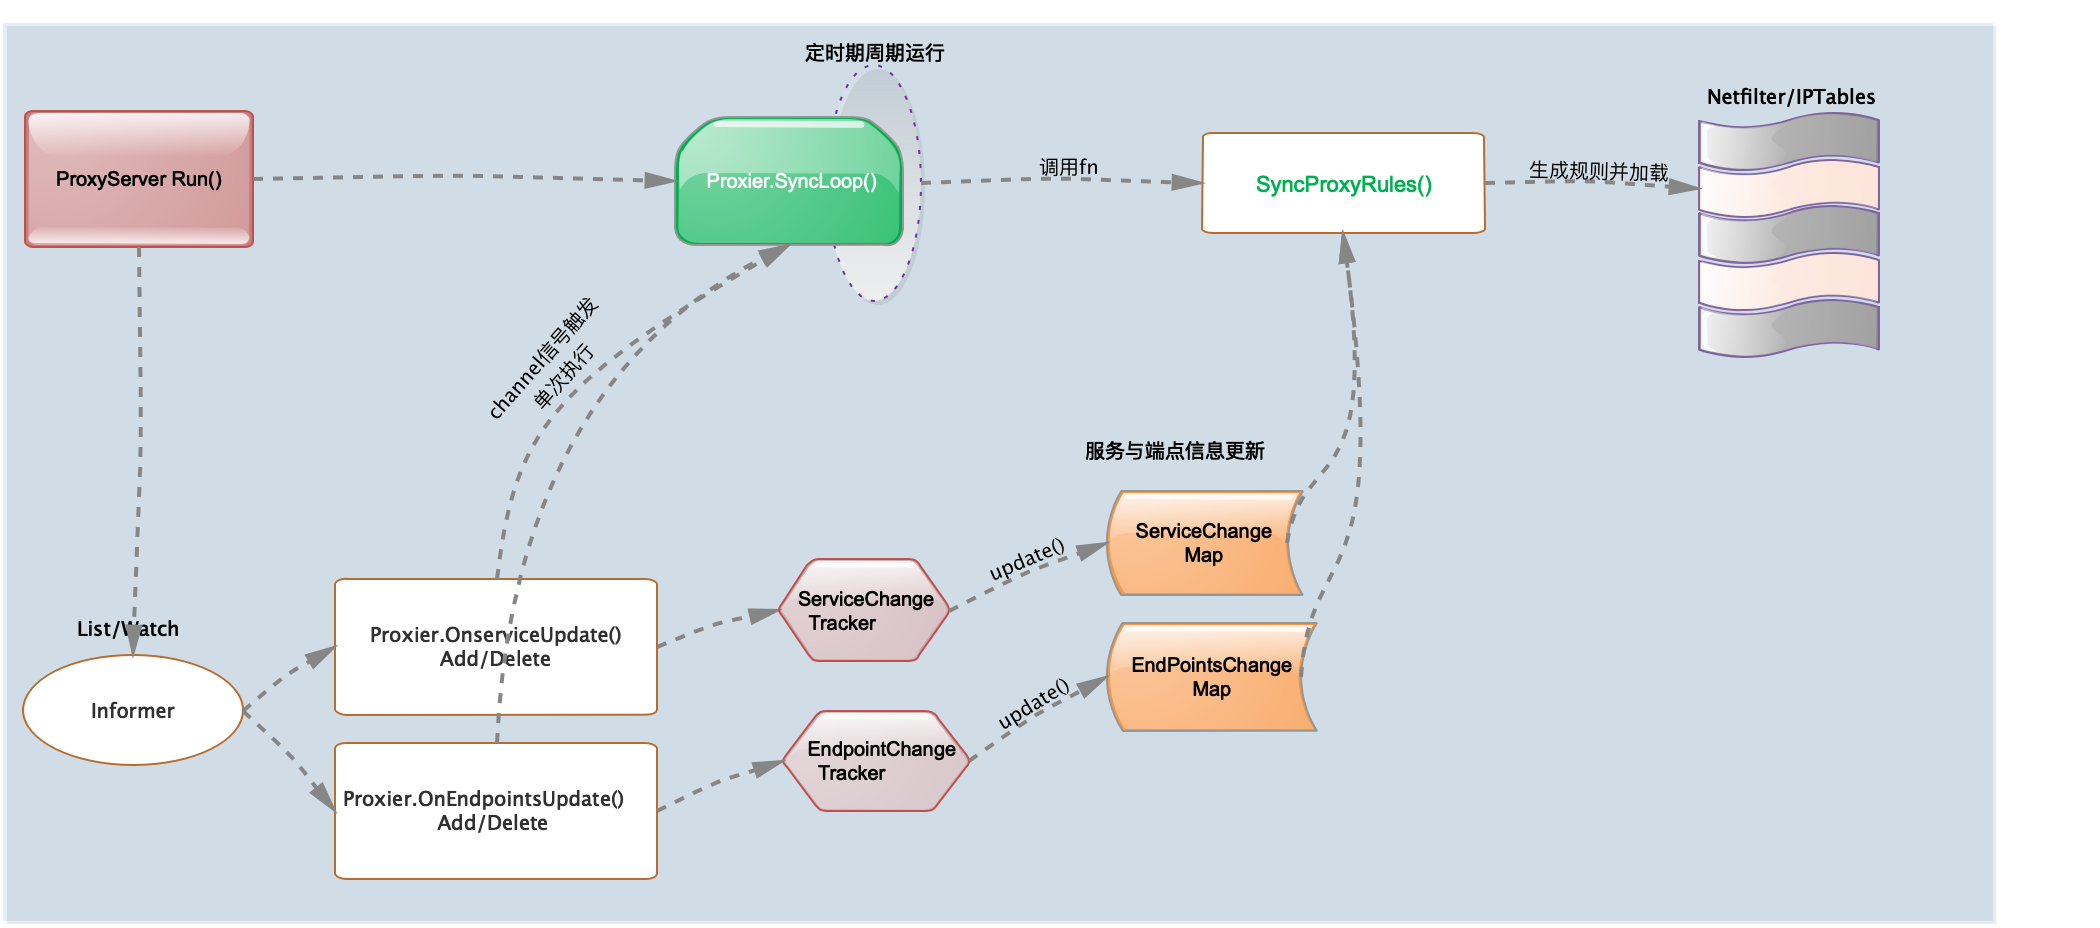 定时期周期运行
Netfilter/IPTables
ProxyServer Run()
Proxier.SyncLoop()
调用fn
SyncProxyRules()
生成规则并加载
channel信号触发
单次执行
服务与端点信息更新
ServiceChange
Map
update()
ServiceChange
Tracker
List/Watch
Proxier.OnserviceUpdate()
Add/Delete
Informer
EndPointsChange
Map
update()
EndpointChange
Tracker
Proxier.OnEndpointsUpdate()
Add/Delete